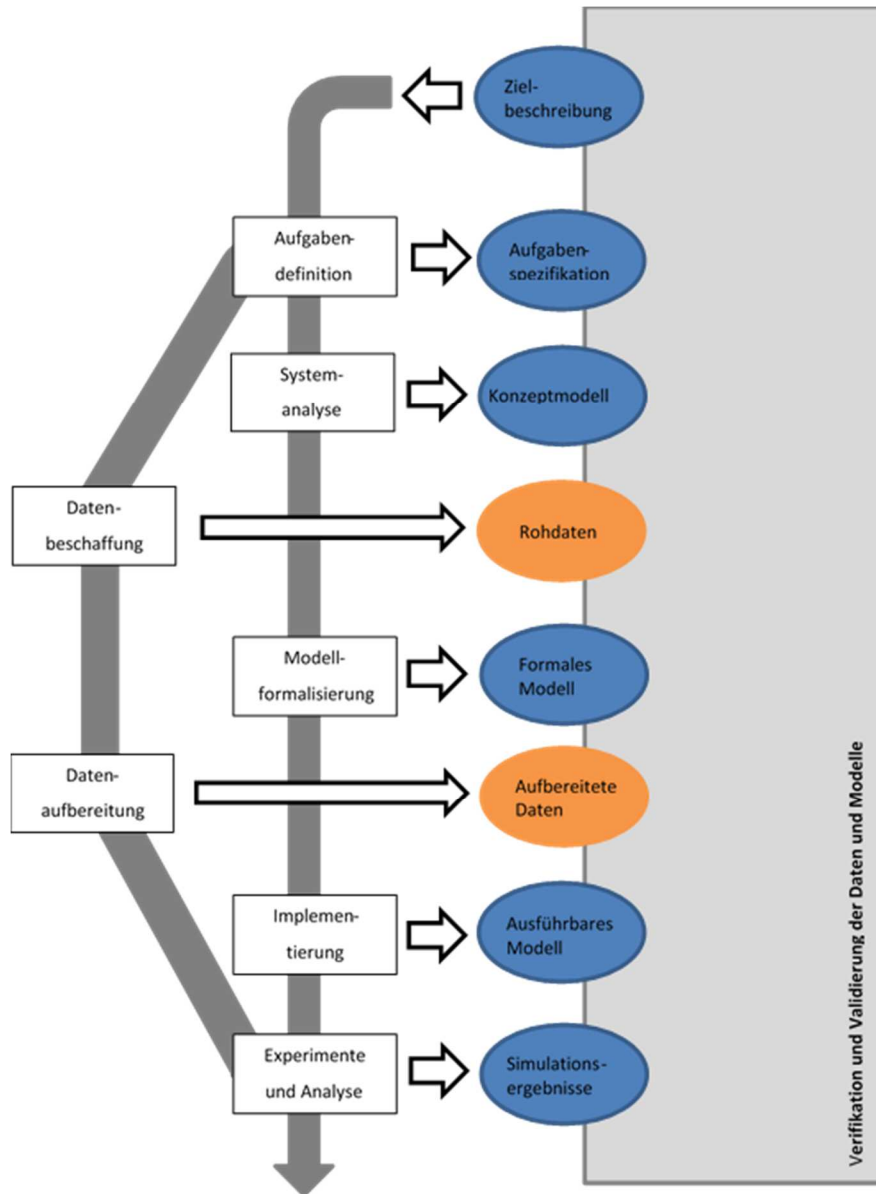 Ziel-
beschreibung
Aufgaben-
definition
Aufgaben-
spezifikation
System-
analyse
Konzeptmodell
Daten-
beschaffung
Rohdaten
Modell-
formalisierung
Formales
Modell
Daten-
aufbereitung
Aufbereitete
Daten
Implemen-
tierung
Ausführbares
Modell
Experimente
und Analyse
Simulations-
ergebnisse
Verifikation und Validierung der Daten und Modelle